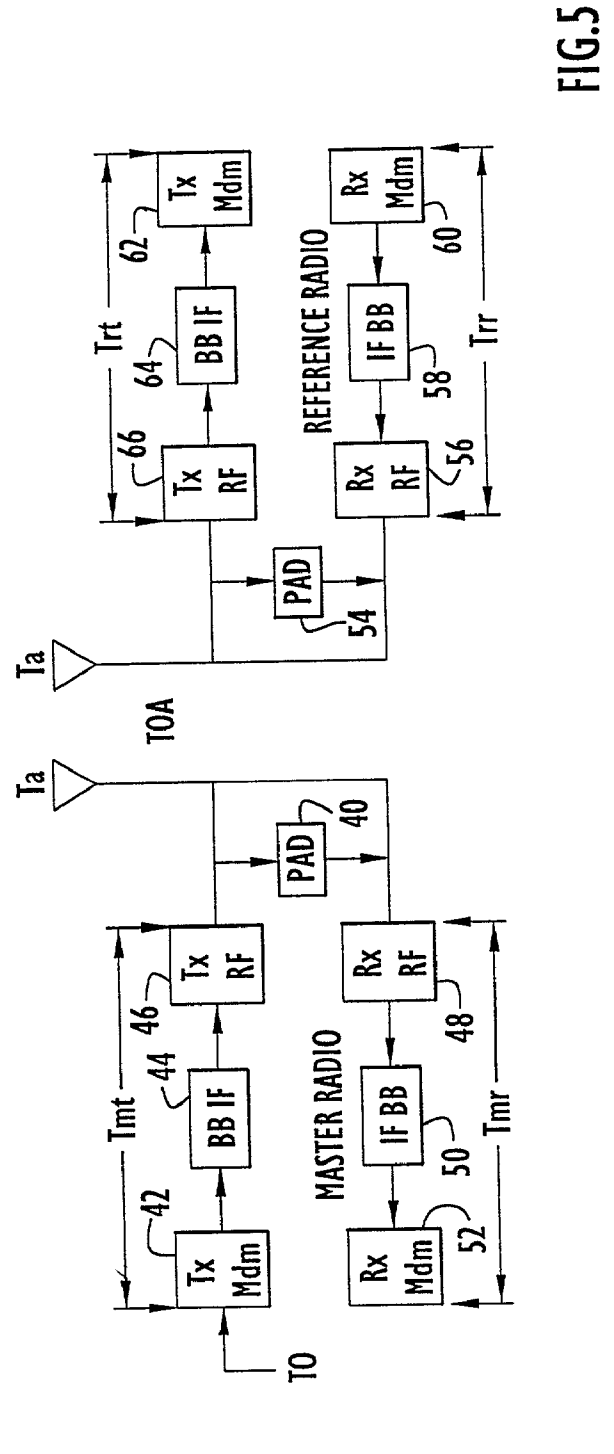 Ta
Ta
TOA
Tmt
42
Tx
Mdm
44
BB IF
46
Tx
RF
TO
PAD
40
MASTER RADIO
Rx
Mdm
52
IF BB
50
Rx
RF
48
Tmr
Trt
66
Tx
RF
64
BB IF
62
Tx
Mdm
PAD
54
REFERENCE RADIO
Rx
RF
56
IF BB
58
Rx
Mdm
60
Trr
FIG.5